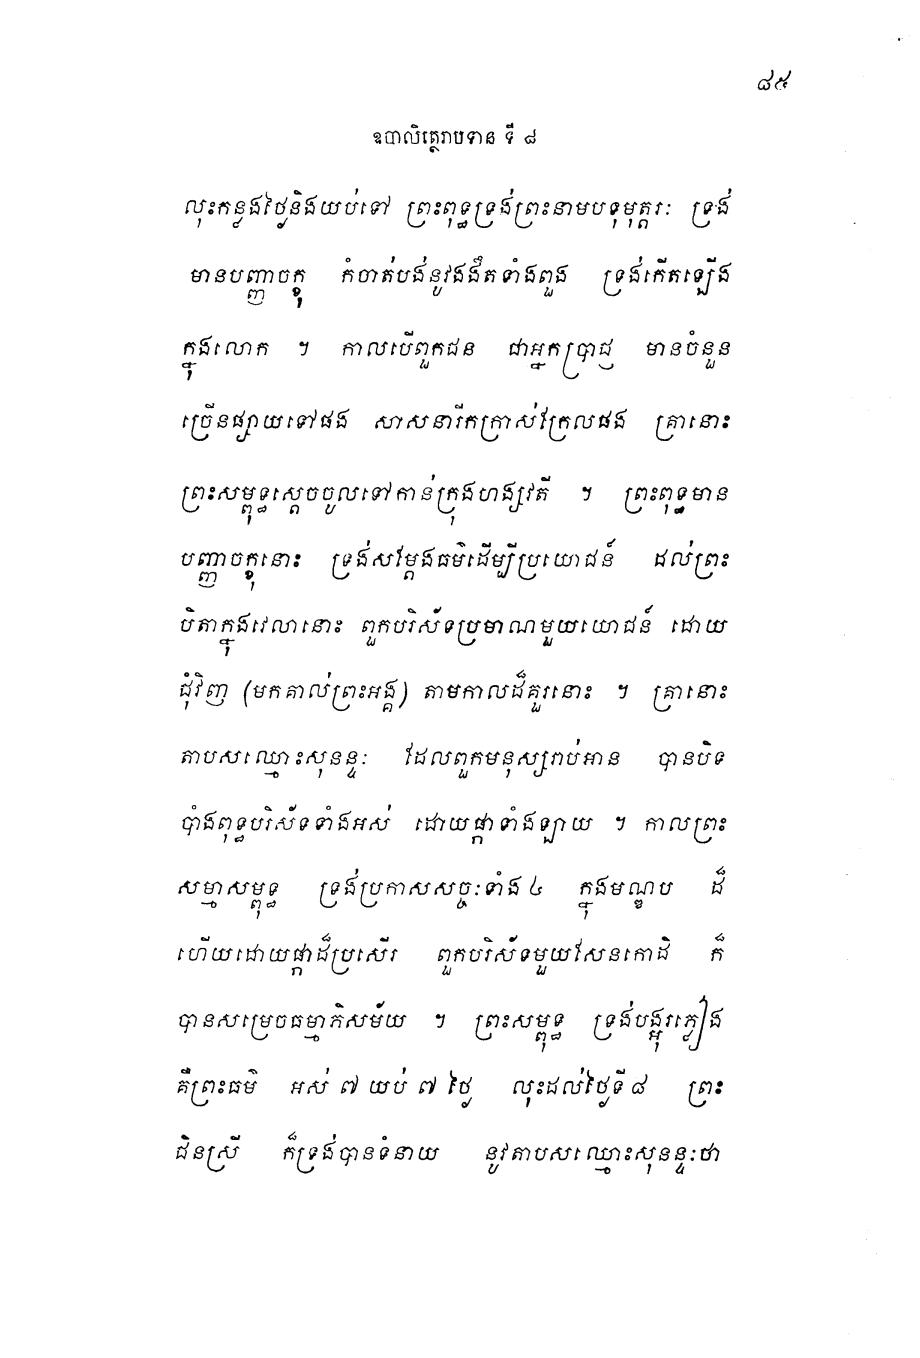 ៨៥
ឧបាលិត្ថេរាបទាន ទី ៨
លុះកន្លងថ្ងៃនិងយប់ទៅ ព្រះពុទ្ធទ្រង់ព្រះនាមបទុមុត្តរៈ ទ្រង់
មានបញ្ញាចក្ខុ កំចាត់បង់នូវងងឹតទាំងពួង ទ្រង់កើតឡើង
ក្នុងលោក ។ កាលបើពួកជន ជាអ្នកប្រាជ្ញ មានចំនួន
ច្រើនផ្សាយទៅផង សាសនារីកក្រាស់ក្រែលផង គ្រានោះ
ព្រះសម្ពុទ្ធស្តេចចូលទៅកាន់ក្រុងហង្សវតី ។ ព្រះពុទ្ធមាន
បញ្ញាចក្ខុនោះ ទ្រង់សម្តែងធម៌ដើម្បីប្រយោជន៍ ដល់ព្រះ
បិតាក្នុងវេលានោះ ពួកបរិស័ទប្រមាណមួយយោជន៍ ដោយ
ជុំវិញ (មកគាល់ព្រះអង្គ) តាមកាលដ៏គួរនោះ ។ គ្រានោះ
តាបសឈ្មោះសុនន្ទៈ ដែលពួកមនុស្សរាប់អាន បានបិទ
បាំងពុទ្ធបរិស័ទទាំងអស់ ដោយផ្កាទាំងឡាយ ។ កាលព្រះ
សម្មាសម្ពុទ្ធ ទ្រង់ប្រកាសសច្ចៈទាំង ៤ ក្នុងមណ្ឌប ដ៏
ហើយដោយផ្កាដ៏ប្រសើរ ពួកបរិស័ទមួយសែនកោដិ ក៏
បានសម្រេចធម្មាភិសម័យ ។ ព្រះសម្ពុទ្ធ ទ្រង់បង្អុរភ្លៀង
គឺព្រះធម៌ អស់ ៧ យប់ ៧ ថ្ងៃ លុះដល់ថ្ងៃទី ៨ ព្រះ
ជិនស្រី ក៏ទ្រង់បានទំនាយ នូវតាបសឈ្មោះសុនន្ទៈថា